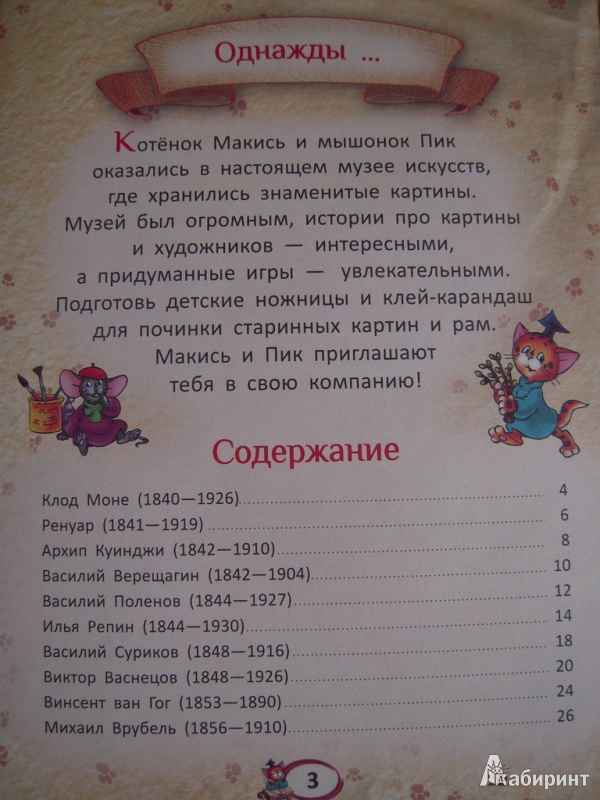 Однажды ...
Котёнок Макись и мышонок Пик
оказались в настоящем музее искусств,
где хранились знаменитые картины.
Музей был огромным, истории про картины
и художников — интересными,
а придуманные игры — увлекательными.
Подготовь детские ножницы и клей-карандаш
для починки старинных картин и рам.
Макись и Пик приглашают
тебя в свою компанию!
Содержание
Клод Моне (1840—1926) 4
Ренуар (1841—1919) 6
Архип Куинджи (1842—1910) 8
Василий Верещагин (1842—1904) 10
Василий Поленов (1844—1927) 12
Илья Репин (1844—1930) 14
Василий Суриков (1848—1916) 18
Виктор Васнецов (1848—1926) 20
Винсент ван Гог (1853—1890) 24
Михаил Врубель (1856—1910) 26
3
Лабиринт